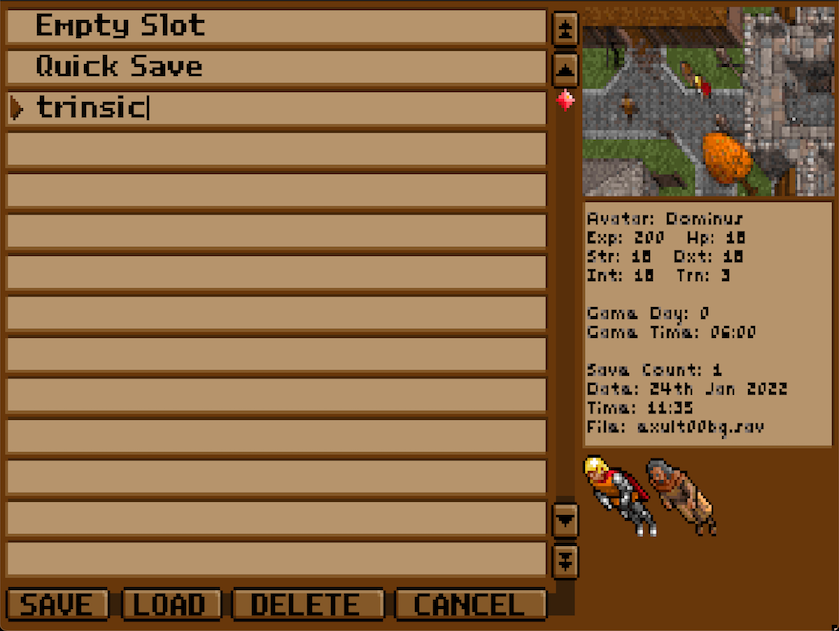 Empty Slot
Quick Save
trinsic
Avatar: Dominus
Exp: 200 Hp: 18
Str: 18 Dxt: 18
Int: 18 Trn: 3
Game Day: 0
Game Time: 06:00
Save Count: 1
Date: 24th Jan 2022
Time: 11:35
File: exult00bg.sav
SAVE LOAD DELETE CANCEL